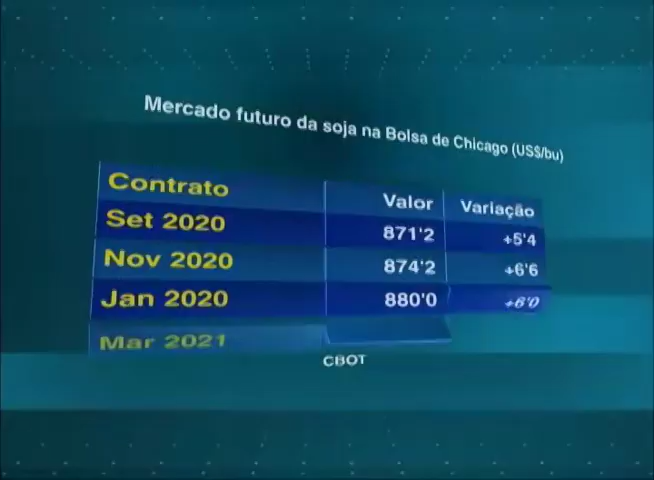 Mercado futuro da soja na Bolsa de Chicago (US$/bu)
Contrato Valor Variação
Set 2020 871'2 +5'4
Nov 2020 874'2 +6'6
Jan 2020 880'0 +6'0
Mar 2021
CBOT